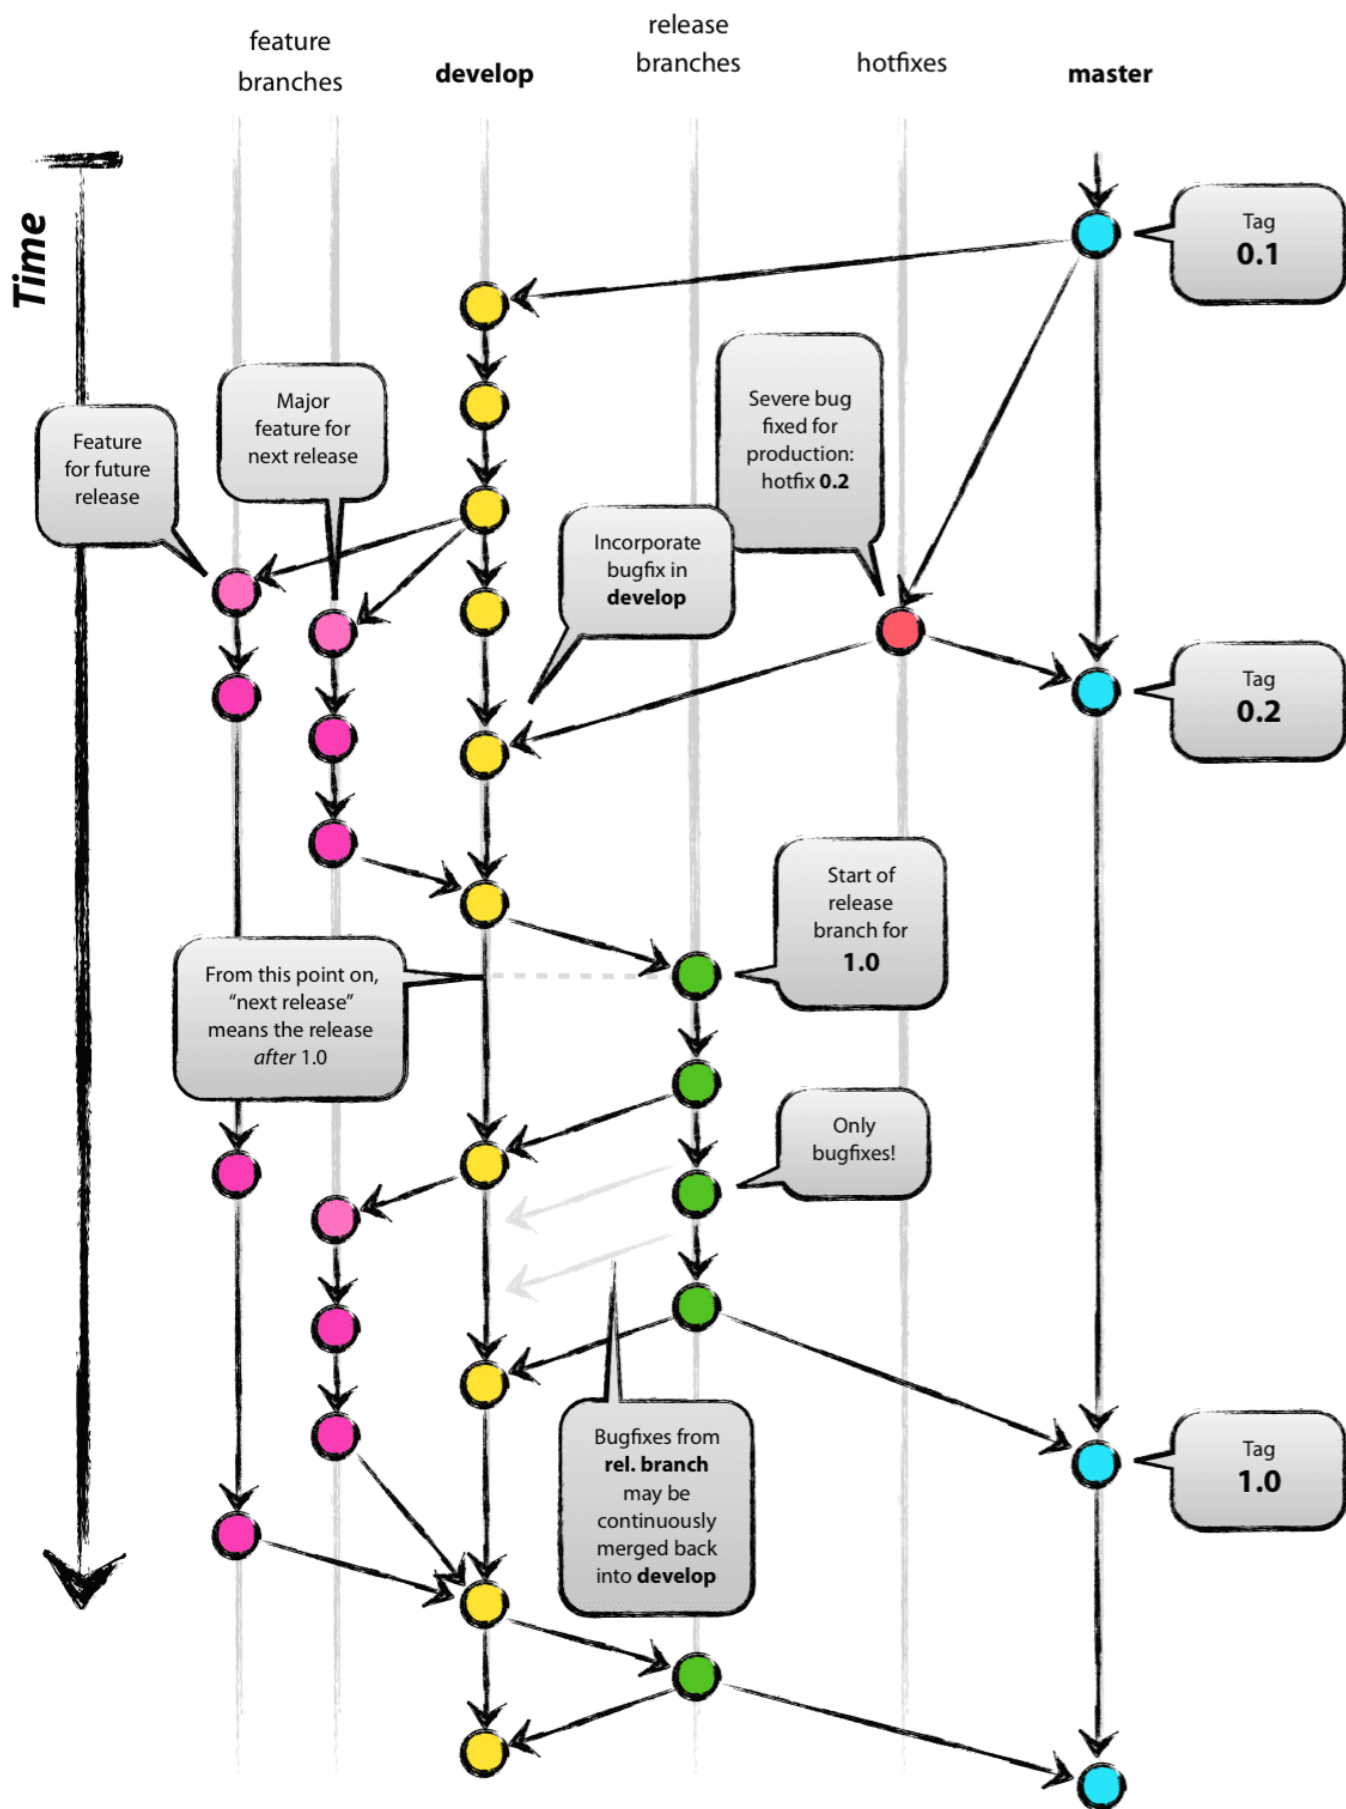 feature
branches
develop
release
branches
hotfixes
master
Time
Tag
0.1
Major
feature for
next release
Feature
for future
release
Severe bug
fixed for
production:
hotfix 0.2
Incorporate
bugfix in
develop
Tag
0.2
Start of
release
branch for
1.0
From this point on,
“next release”
means the release
after 1.0
Only
bugfixes!
Bugfixes from
rel. branch
may be
continuously
merged back
into develop
Tag
1.0